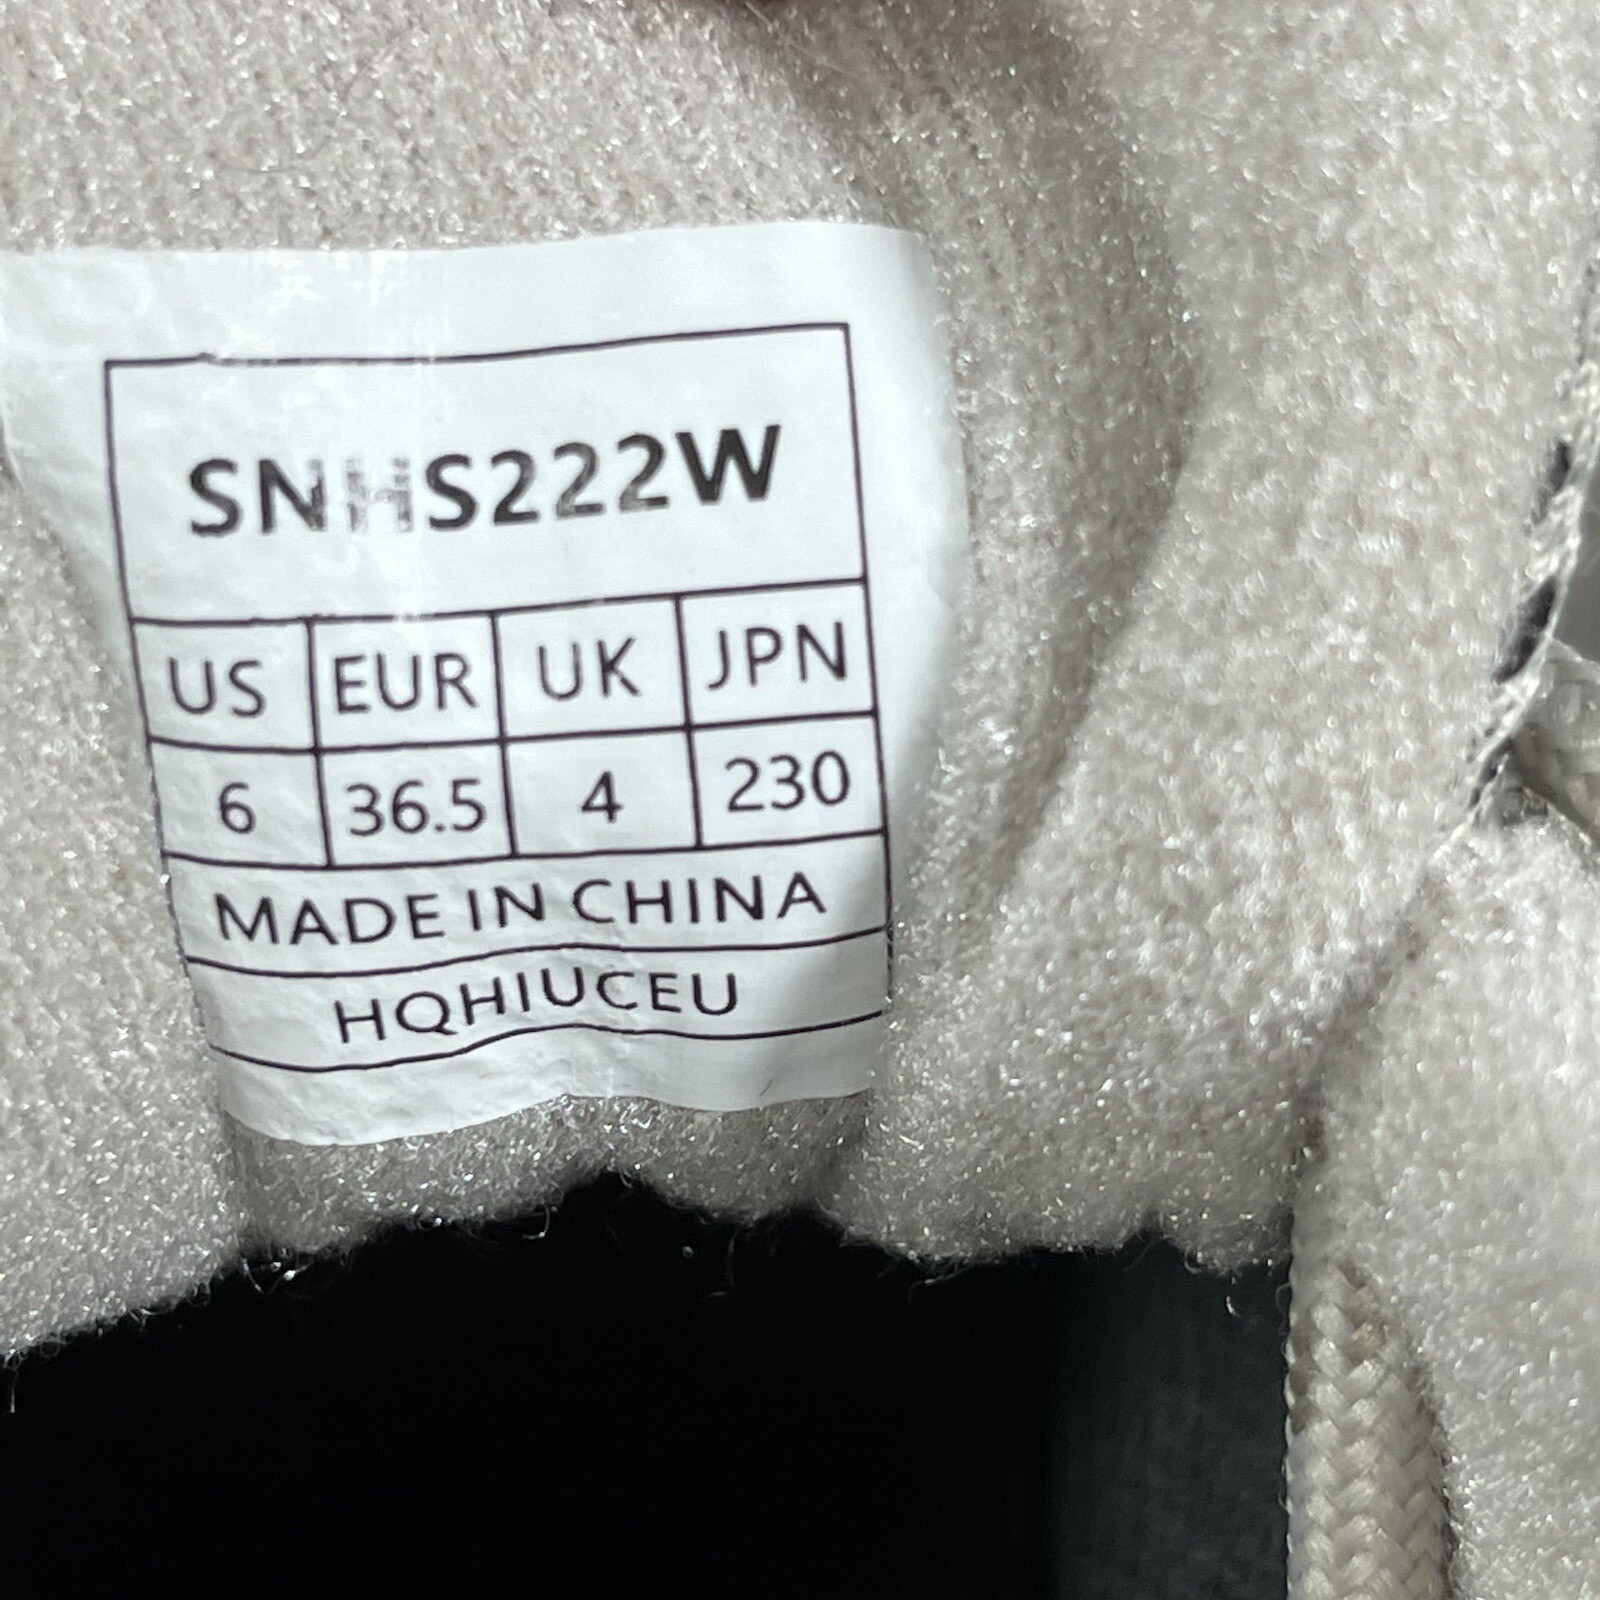 SNHS222W
US EUR UK JPN
6 36.5 4 230
MADE IN CHINA
HQHIUCEU